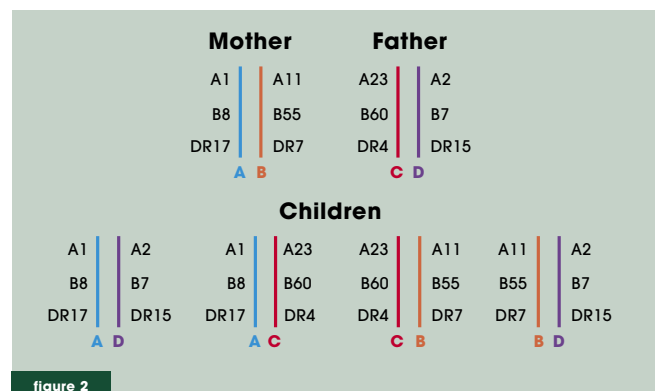 Mother Father
A1 A11 A23 A2
B8 B55 B60 B7
DR17 DR7 DR4 DR15
A B C D
Children
A1 A2 A1 A23 A23 A11 A11 A2
B8 B7 B8 B60 B60 B55 B55 B7
DR17 DR15 DR17 DR4 DR4 DR7 DR7 DR15
A D A C C B B D
figure 2